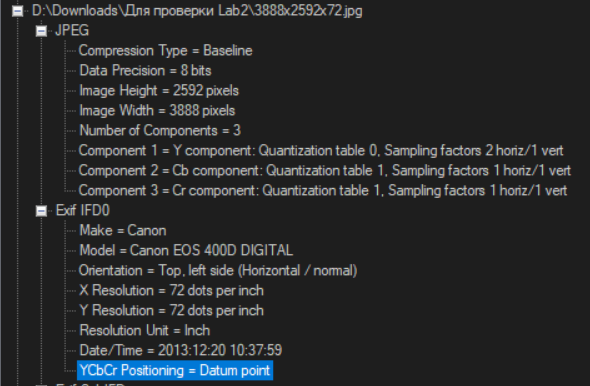 D:\Downloads\Для проверки Lab2\3888x2592x72.jpg
JPEG
Compression Type = Baseline
Data Precision = 8 bits
Image Height = 2592 pixels
Image Width = 3888 pixels
Number of Components = 3
Component 1 = Y component: Quantization table 0, Sampling factors 2 horiz/1 vert
Component 2 = Cb component: Quantization table 1, Sampling factors 1 horiz/1 vert
Component 3 = Cr component: Quantization table 1, Sampling factors 1 horiz/1 vert
Exif IFD0
Make = Canon
Model = Canon EOS 400D DIGITAL
Orientation = Top, left side (Horizontal / normal)
X Resolution = 72 dots per inch
Y Resolution = 72 dots per inch
Resolution Unit = Inch
Date/Time = 2013:12:20 10:37:59
YCbCr Positioning = Datum point